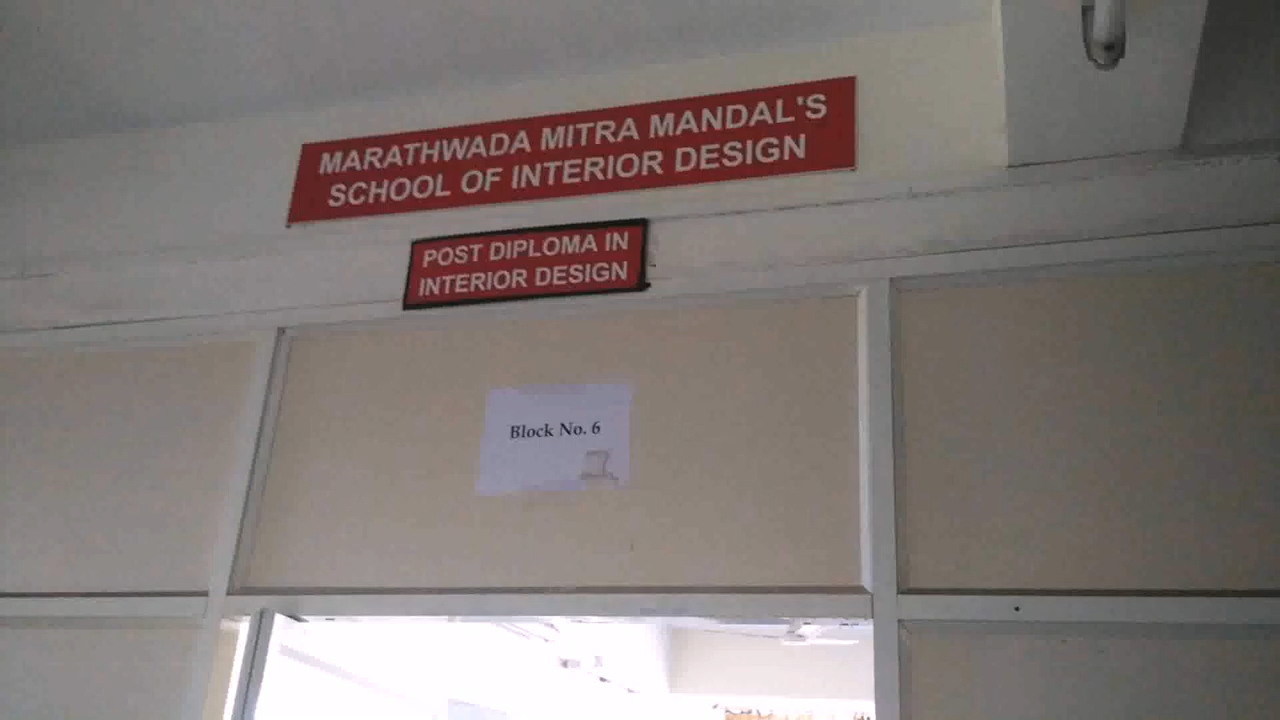 MARATHWADA MITRA MANDAL'S
SCHOOL OF INTERIOR DESIGN
POST DIPLOMA IN
INTERIOR DESIGN
Block No. 6